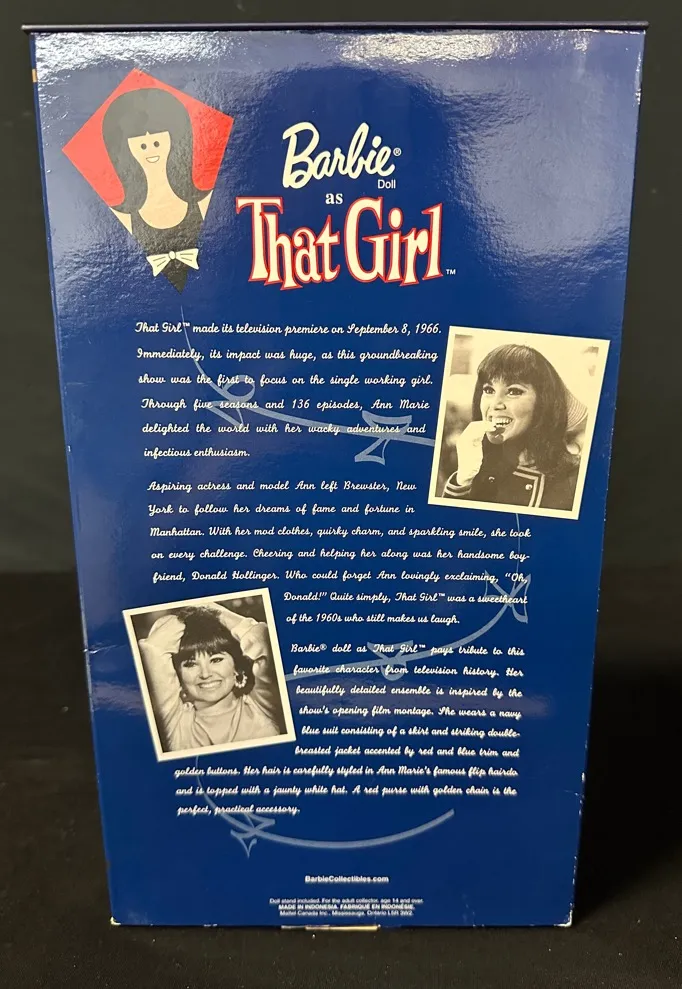 Barbie®
Doll
as
That Girl™
That Girl™ made its television premiere on September 8, 1966.
Immediately, its impact was huge, as this groundbreaking
show was the first to focus on the single working girl.
Through five seasons and 136 episodes, Ann Marie
delighted the world with her wacky adventures and
infectious enthusiasm.
Aspiring actress and model Ann left Brewster, New
York to follow her dreams of fame and fortune in
Manhattan. With her mod clothes, quirky charm, and sparkling smile, she took
on every challenge. Cheering and helping her along was her handsome boy-
friend, Donald Hollinger. Who could forget Ann lovingly exclaiming, "Oh,
Donald!" Quite simply, That Girl™ was a sweetheart
of the 1960s who still makes us laugh.
Barbie® doll as That Girl™ pays tribute to this
favorite character from television history. Her
beautifully detailed ensemble is inspired by the
show's opening film montage. She wears a navy
blue suit consisting of a skirt and striking double-
breasted jacket accented by red and blue trim and
golden buttons. Her hair is carefully styled in Ann Marie's famous flip hairdo
and is topped with a jaunty white hat. A red purse with golden chain is the
perfect, practical accessory.
BarbieCollectibles.com
Doll stand included. For the adult collector, age 14 and over.
MADE IN INDONESIA. FABRIQUÉ EN INDONÉSIE.
Mattel Canada Inc., Mississauga, Ontario L5R 3W2.